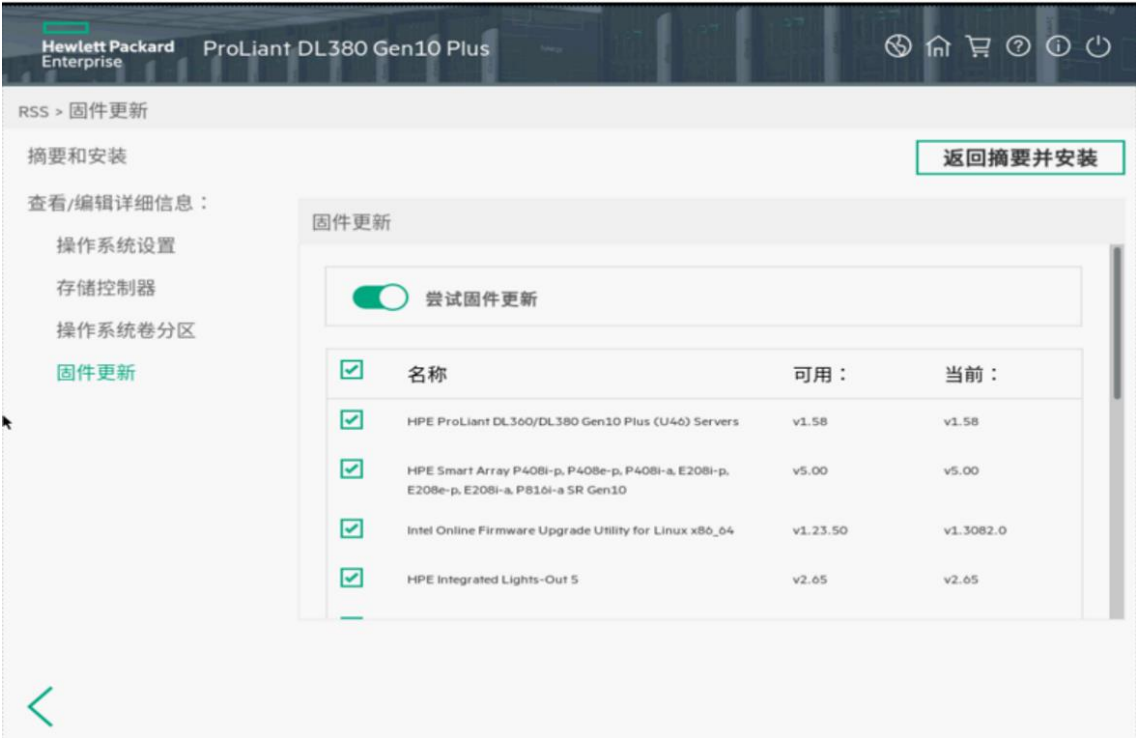 Hewlett Packard
Enterprise
ProLiant DL380 Gen10 Plus
RSS > 固件更新
摘要和安装
返回摘要并安装
查看/编辑详细信息：
操作系统设置
存储控制器
操作系统卷分区
固件更新
固件更新
尝试固件更新
名称 可用： 当前：
HPE ProLiant DL360/DL380 Gen10 Plus (U46) Servers v1.58 v1.58
HPE Smart Array P408i-p, P408e-p, P408i-a, E208i-p, v5.00 v5.00
E208e-p, E208i-a, P816i-a SR Gen10
Intel Online Firmware Upgrade Utility for Linux x86_64 v1.23.50 v1.3082.0
HPE Integrated Lights-Out 5 v2.65 v2.65